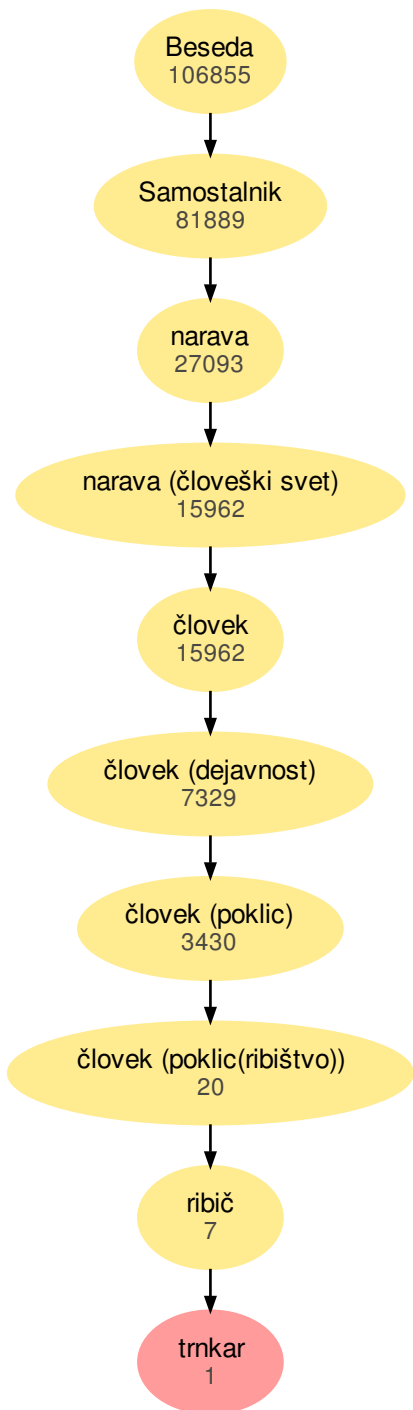 Beseda
106855
Samostalnik
81889
narava
27093
narava (človeški svet)
15962
človek
15962
človek (dejavnost)
7329
človek (poklic)
3430
človek (poklic(ribištvo))
20
ribič
7
trnkar
1